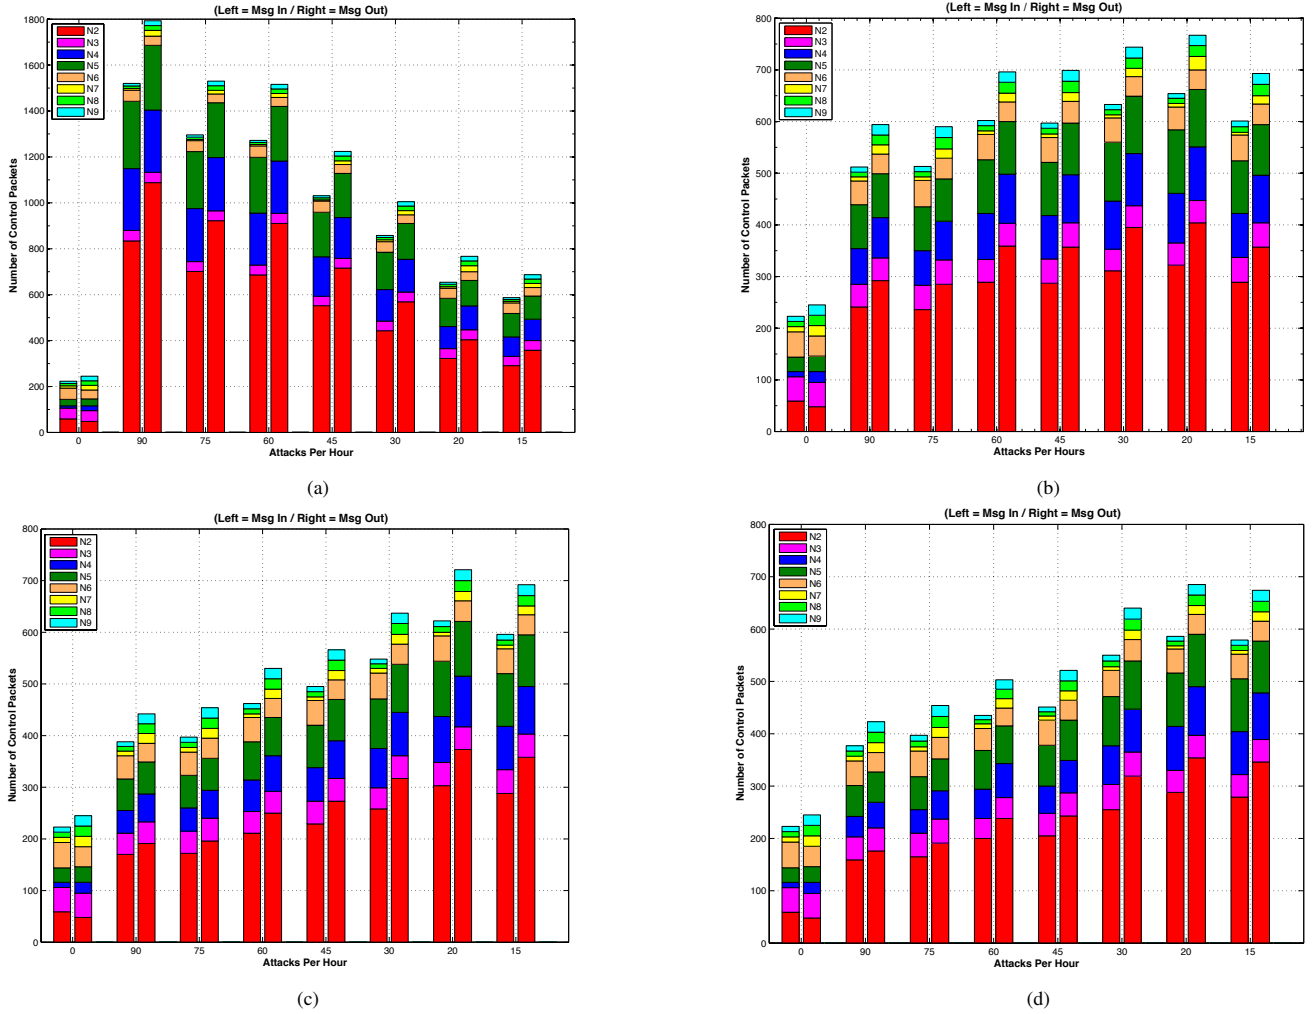 (Left = Msg In / Right = Msg Out)
Number of Control Packets
1800
1600
1400
1200
1000
800
600
400
200
0
N2
N3
N4
N5
N6
N7
N8
N9
0 90 75 60 45 30 20 15
Attacks Per Hour
(a)
(Left = Msg In / Right = Msg Out)
Number of Control Packets
800
700
600
500
400
300
200
100
0
N2
N3
N4
N5
N6
N7
N8
N9
0 90 75 60 45 30 20 15
Attacks Per Hours
(b)
(Left = Msg In / Right = Msg Out)
Number of Control Packets
800
700
600
500
400
300
200
100
0
N2
N3
N4
N5
N6
N7
N8
N9
0 90 75 60 45 30 20 15
Attacks Per Hour
(c)
(Left = Msg In / Right = Msg Out)
Number of Control Packets
800
700
600
500
400
300
200
100
0
N2
N3
N4
N5
N6
N7
N8
N9
0 90 75 60 45 30 20 15
Attacks Per Hour
(d)